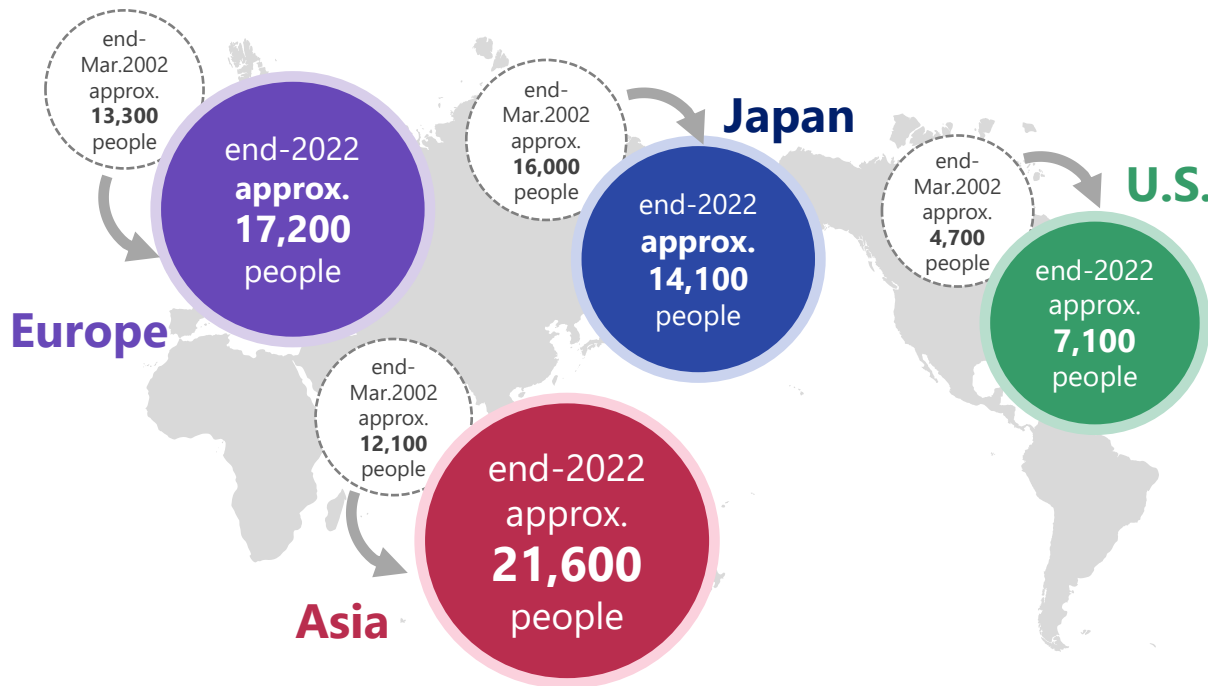 end-
Mar.2002
approx.
13,300
people
end-2022
approx.
17,200
people
Europe
end-
Mar.2002
approx.
16,000
people
Japan
end-2022
approx.
14,100
people
end-
Mar.2002
approx.
4,700
people
U.S.
end-2022
approx.
7,100
people
end-
Mar.2002
approx.
12,100
people
end-2022
approx.
21,600
people
Asia